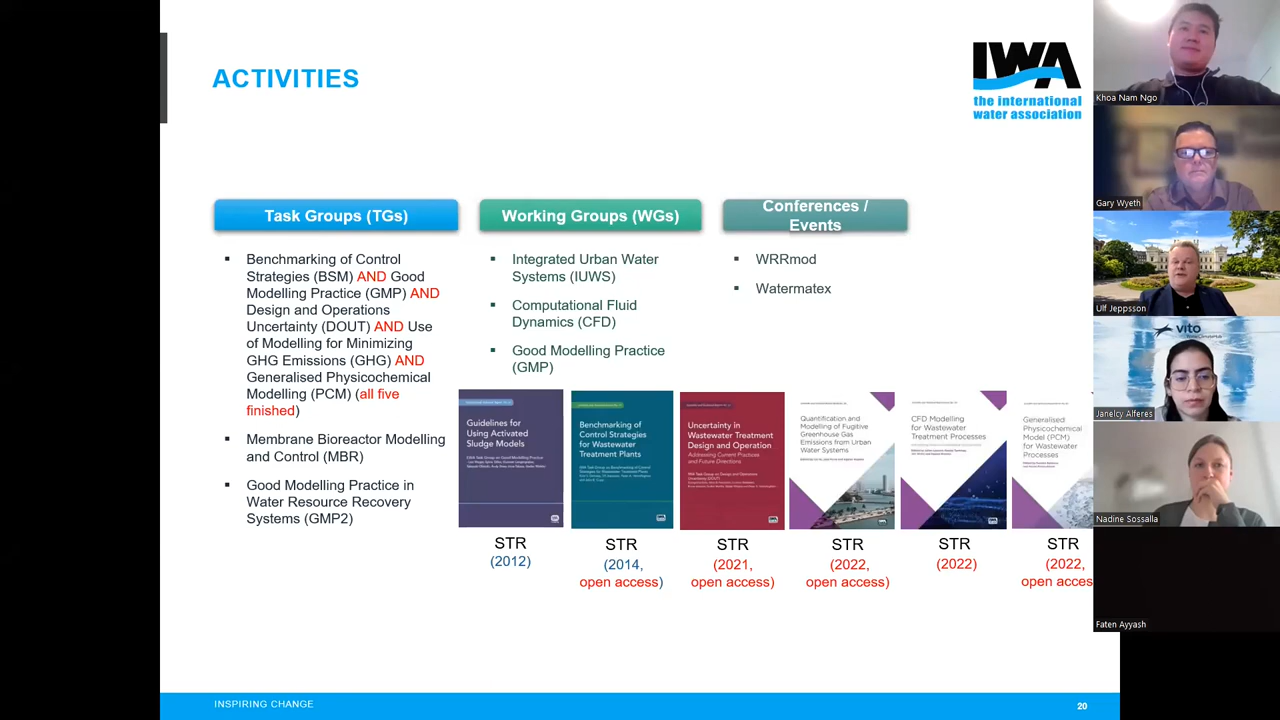 ACTIVITIES
IWA
the international
water association
Task Groups (TGs)
Benchmarking of Control
Strategies (BSM) AND Good
Modelling Practice (GMP) AND
Design and Operations
Uncertainty (DOUT) AND Use
of Modelling for Minimizing
GHG Emissions (GHG) AND
Generalised Physicochemical
Modelling (PCM) (all five
finished)
Membrane Bioreactor Modelling
and Control (MBR)
Good Modelling Practice in
Water Resource Recovery
Systems (GMP2)
Working Groups (WGs)
Integrated Urban Water
Systems (IUWS)
Computational Fluid
Dynamics (CFD)
Good Modelling Practice
(GMP)
Conferences /
Events
WRRmod
Watermatex
Guidelines for
Using Activated
Sludge Models
STR
(2012)
Benchmarking of
Control Strategies for
Wastewater
Treatment Plants
STR
(2014,
open access)
Uncertainty in
Wastewater Treatment
Design and Operation
Addressing Current Practices
and Future Directions
STR
(2021,
open access)
Quantification and
Modelling of Fugitive
Greenhouse Gas
Emissions from Urban
Water Systems
STR
(2022,
open access)
CFD Modelling for
Wastewater
Treatment Processes
STR
(2022)
Generalised
Physicochemical
Model (PCM)
for Wastewater
Processes
STR
(2022,
open acces
INSPIRING CHANGE
20
Khoa Nam Ngo
Gary Wyeth
Ulf Jeppsson
vito
Janelcy Alferes
Nadine Sossalla
Faten Ayyash